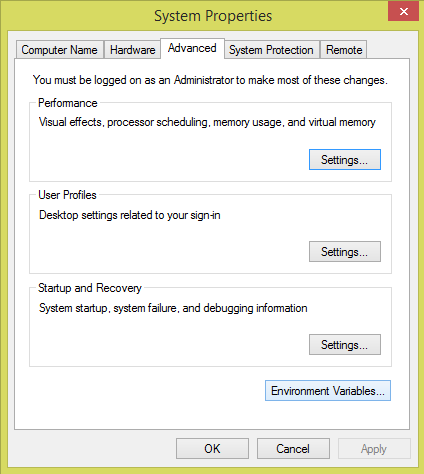 System Properties
Computer Name Hardware Advanced System Protection Remote
You must be logged on as an Administrator to make most of these changes.
Performance
Visual effects, processor scheduling, memory usage, and virtual memory
Settings...
User Profiles
Desktop settings related to your sign-in
Settings...
Startup and Recovery
System startup, system failure, and debugging information
Settings...
Environment Variables...
OK Cancel Apply